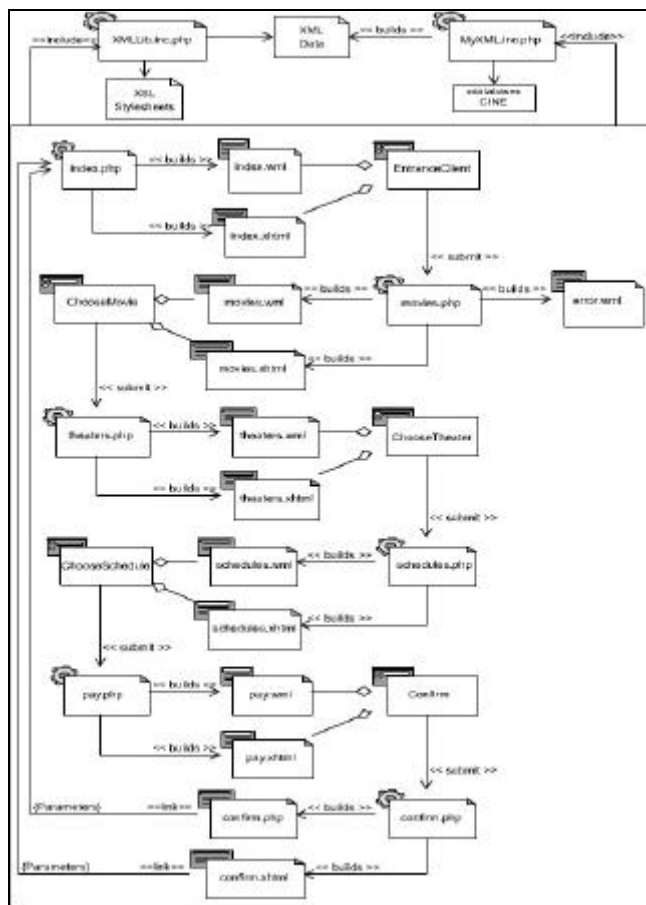 <<include>>
XMLLib.inc.php
XML
Data
<< builds >>
MyXML.inc.php
<<include>>
XSL
Stylesheets
<<database>>
CINE
index.php
<< builds >>
index.wml
EntranceClient
<< builds >>
index.xhtml
<< submit >>
ChooseMovie
movies.wml
<< builds >>
movies.php
<< builds >>
error.wml
movies.xhtml
<< builds >>
<< submit >>
theaters.php
<< builds >>
theaters.wml
ChooseTheater
<< builds >>
theaters.xhtml
<< submit >>
ChooseSchedule
schedules.wml
<< builds >>
schedules.php
schedules.xhtml
<< builds >>
<< submit >>
pay.php
<< builds >>
pay.wml
Confirm
<< builds >>
pay.xhtml
<< submit >>
{Parameters}
<<link>>
confirm.php
<< builds >>
confirm.php
{Parameters}
<<link>>
confirm.xhtml
<< builds >>